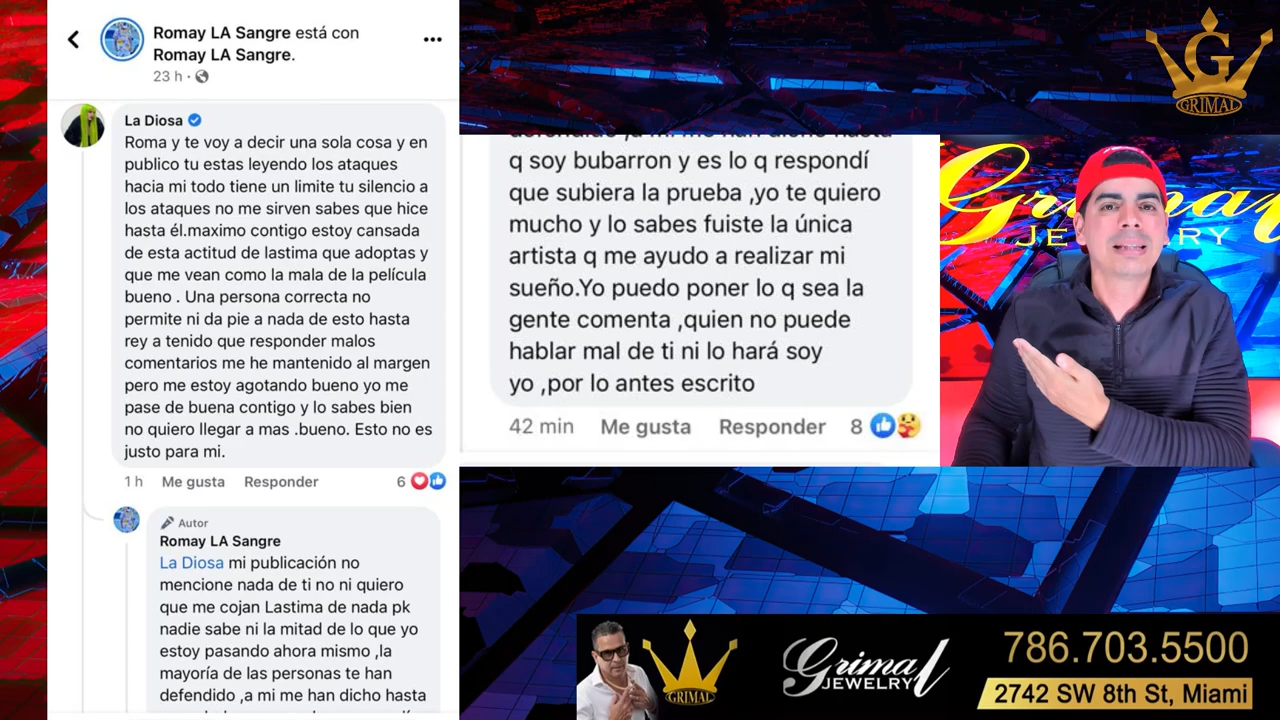 Romay LA Sangre está con
Romay LA Sangre.
23 h ·
La Diosa
Roma y te voy a decir una sola cosa y en
publico tu estas leyendo los ataques
hacia mi todo tiene un limite tu silencio a
los ataques no me sirven sabes que hice
hasta él.maximo contigo estoy cansada
de esta actitud de lastima que adoptas y
que me vean como la mala de la película
bueno . Una persona correcta no
permite ni da pie a nada de esto hasta
rey a tenido que responder malos
comentarios me he mantenido al margen
pero me estoy agotando bueno yo me
pase de buena contigo y lo sabes bien
no quiero llegar a mas .bueno. Esto no es
justo para mi.
1 h Me gusta Responder 6
Autor
Romay LA Sangre
La Diosa mi publicación no
mencione nada de ti no ni quiero
que me cojan Lastima de nada pk
nadie sabe ni la mitad de lo que yo
estoy pasando ahora mismo ,la
mayoría de las personas te han
defendido ,a mi me han dicho hasta
q soy bubarron y es lo q respondí
que subiera la prueba ,yo te quiero
mucho y lo sabes fuiste la única
artista q me ayudo a realizar mi
sueño.Yo puedo poner lo q sea la
gente comenta ,quien no puede
hablar mal de ti ni lo hará soy
yo ,por lo antes escrito
42 min Me gusta Responder 8
G
GRIMAL
Grimal
JEWELRY
GRIMAL
Grimal
JEWELRY
786.703.5500
2742 SW 8th St, Miami